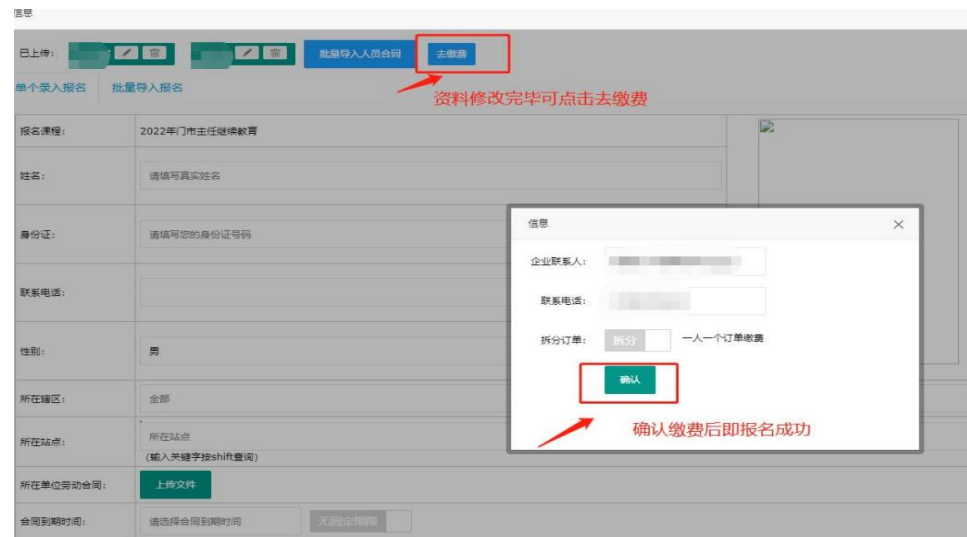 信息
已上传: 批量导入人员合同 去缴费
单个录入报名 批量导入报名
资料修改完毕可点击去缴费
报名课程: 2022年门市主任继续教育
姓名: 请填写真实姓名
身份证: 请填写您的身份证号码
联系电话:
性别: 男
所在辖区: 全部
所在站点: 所在站点
(输入关键字按shift查询)
所在单位劳动合同: 上传文件
合同到期时间: 请选择合同到期时间 无固定期限
信息
企业联系人:
联系电话:
拆分订单: 拆分 一人一个订单缴费
确认
确认缴费后即报名成功